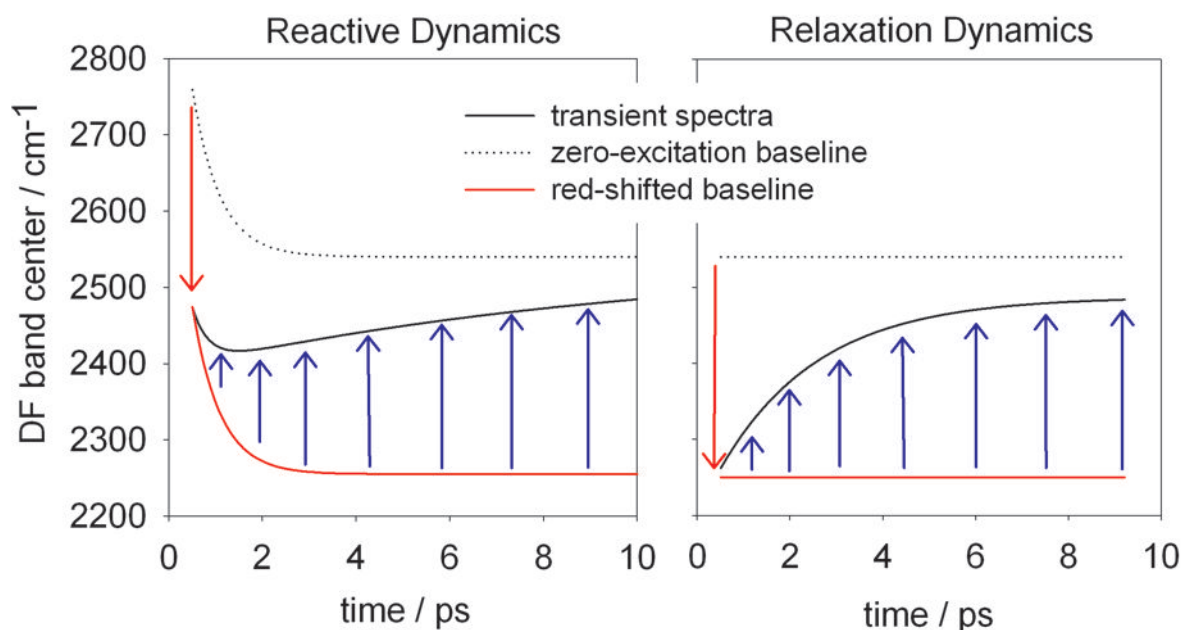 Reactive Dynamics
Relaxation Dynamics
DF band center / cm-1
2800
2700
2600
2500
2400
2300
2200
transient spectra
zero-excitation baseline
red-shifted baseline
0 2 4 6 8 10
0 2 4 6 8 10
time / ps
time / ps